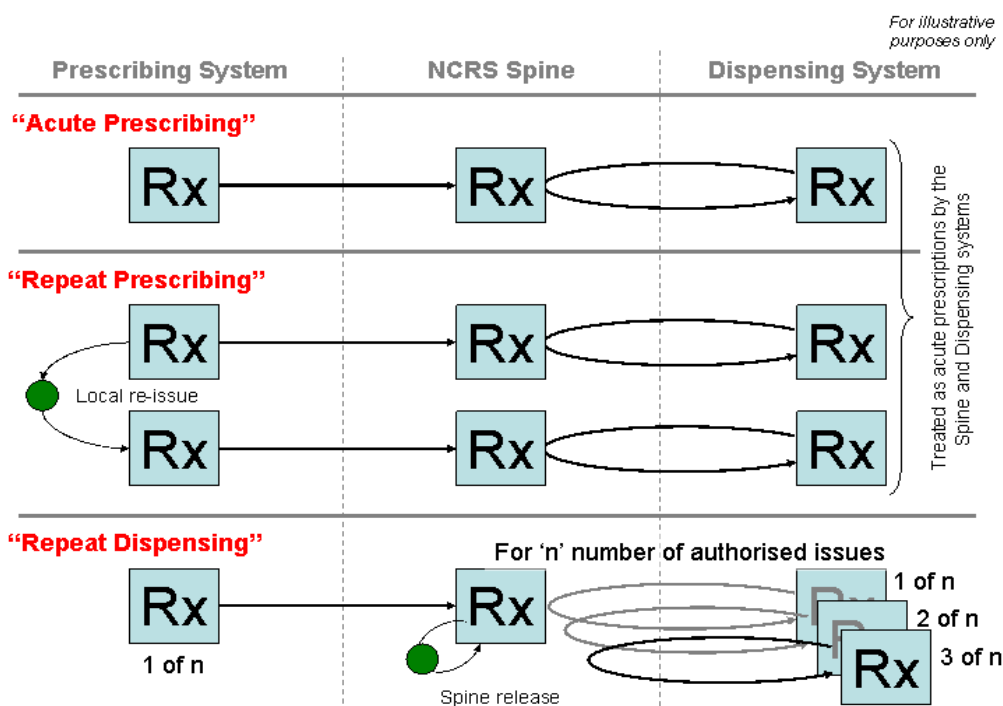 For illustrative
purposes only
Prescribing System
NCRS Spine
Dispensing System
“Acute Prescribing”
Rx
Rx
Rx
“Repeat Prescribing”
Rx
Rx
Rx
Local re-issue
Rx
Rx
Rx
Treated as acute prescriptions by the
Spine and Dispensing systems
“Repeat Dispensing”
For ‘n’ number of authorised issues
Rx
1 of n
Rx
Spine release
Rx
1 of n
2 of n
Rx
3 of n